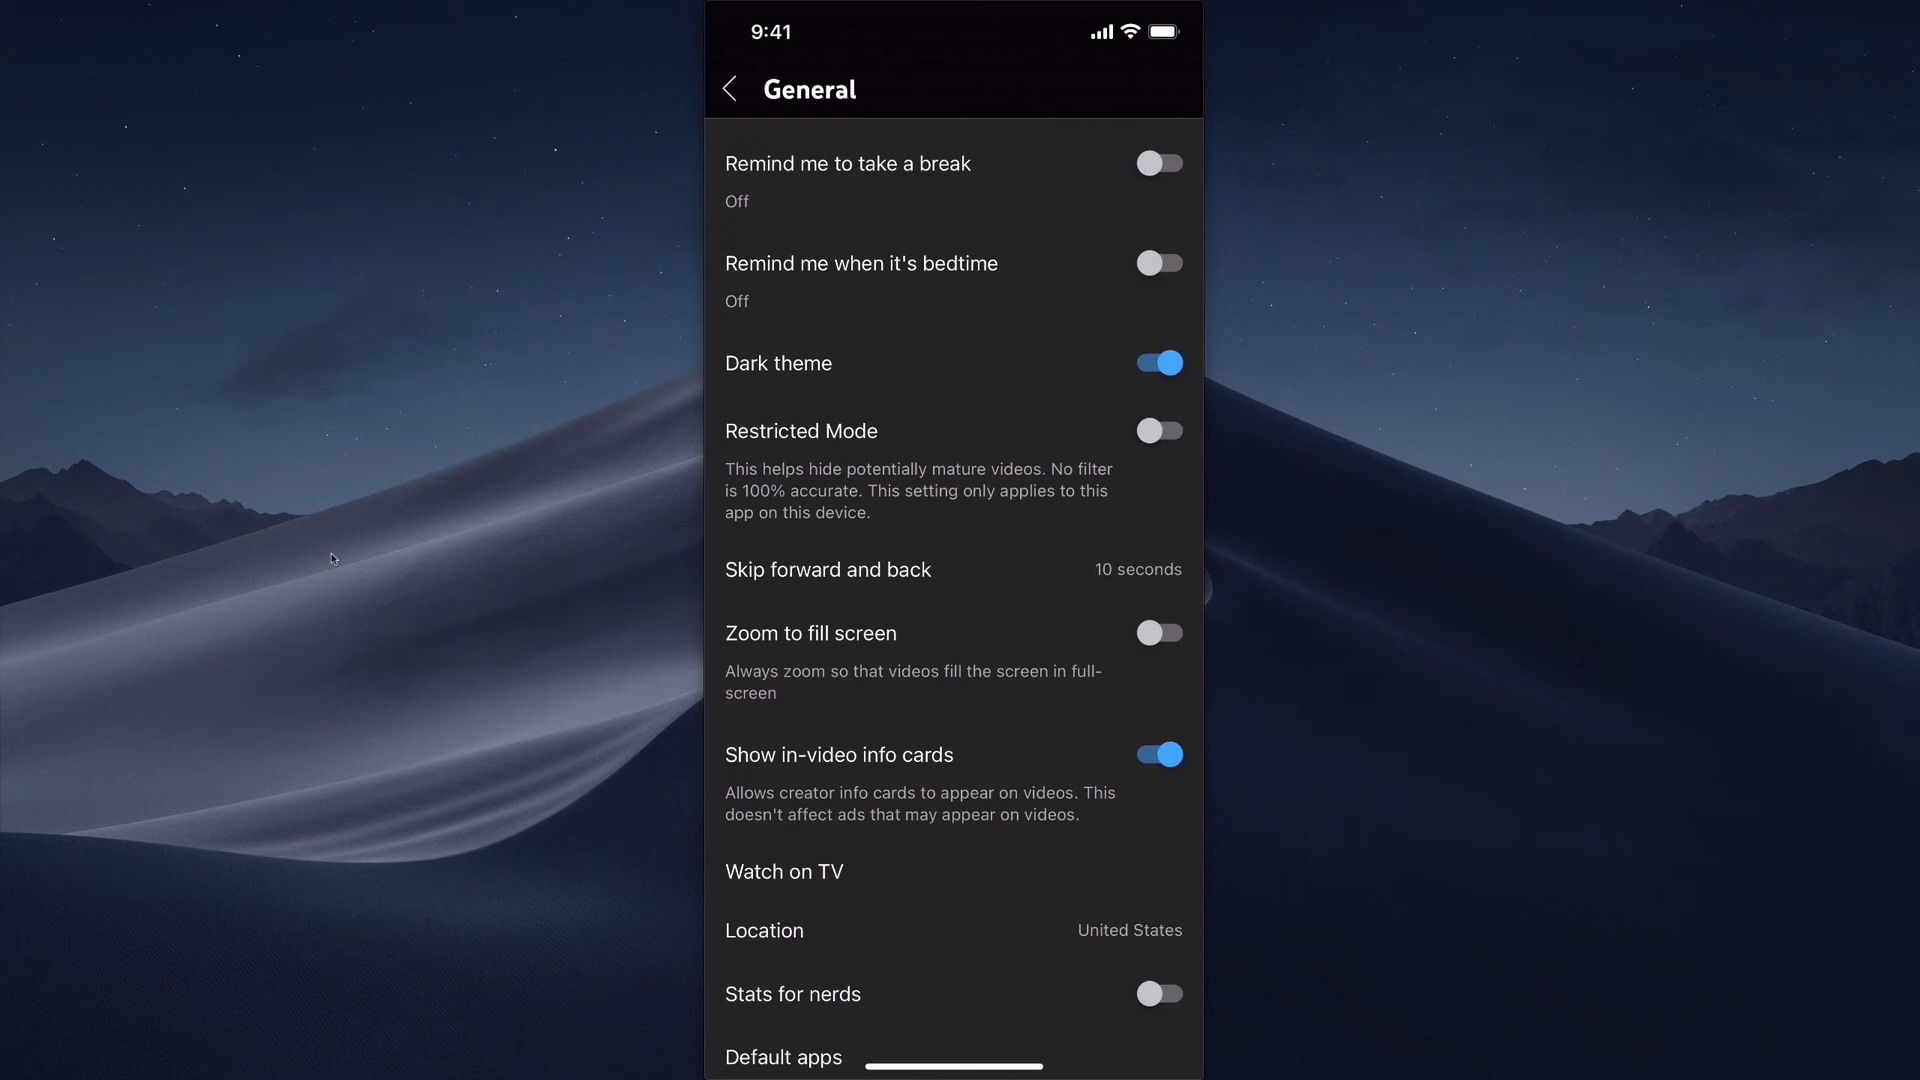 9:41
General
Remind me to take a break
Off
Remind me when it's bedtime
Off
Dark theme
Restricted Mode
This helps hide potentially mature videos. No filter
is 100% accurate. This setting only applies to this
app on this device.
Skip forward and back 10 seconds
Zoom to fill screen
Always zoom so that videos fill the screen in full-
screen
Show in-video info cards
Allows creator info cards to appear on videos. This
doesn't affect ads that may appear on videos.
Watch on TV
Location United States
Stats for nerds
Default apps